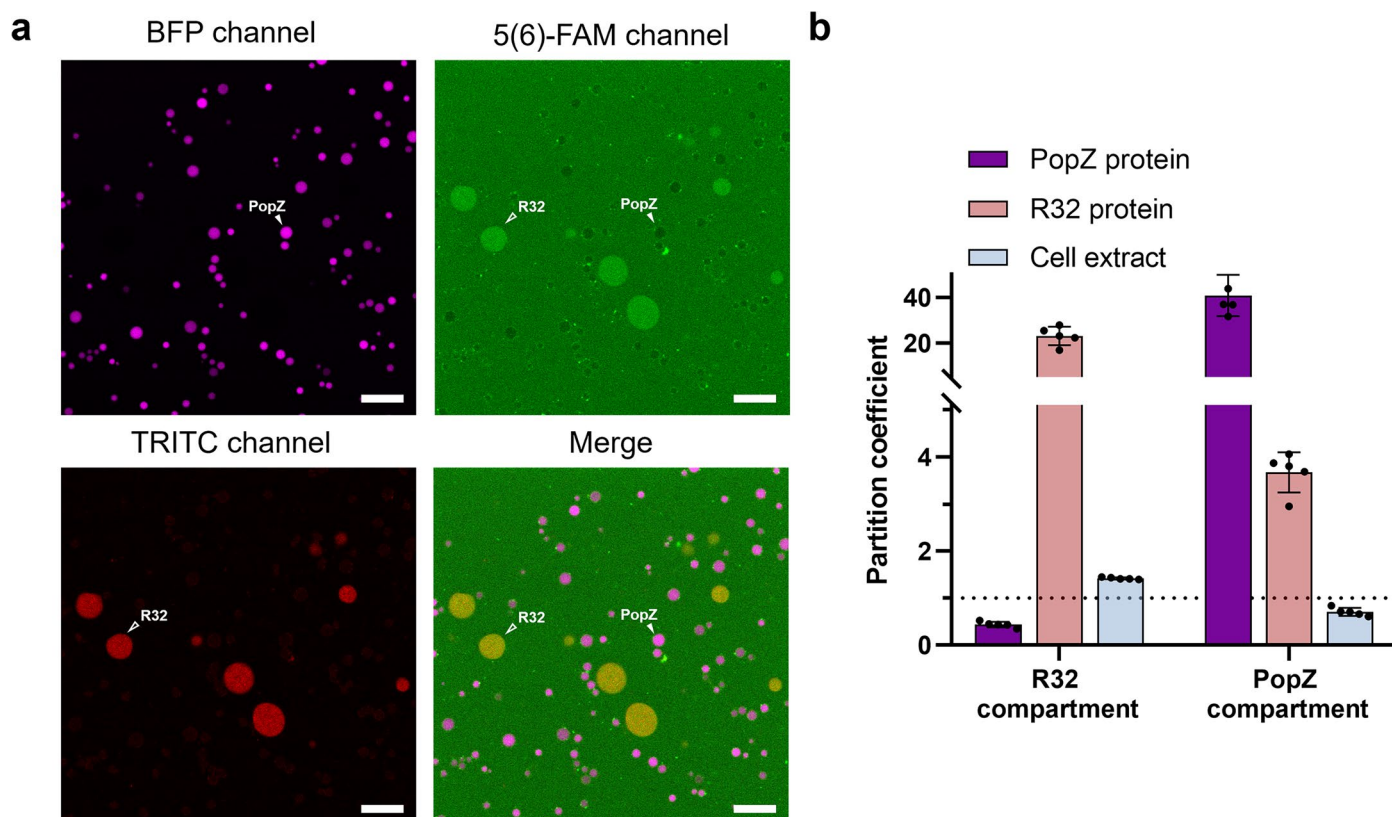 a
BFP channel
5(6)-FAM channel
PopZ
R32
PopZ
TRITC channel
Merge
R32
R32
PopZ
b
PopZ protein
R32 protein
Cell extract
Partition coefficient
40
20
4
2
0
R32
compartment
PopZ
compartment